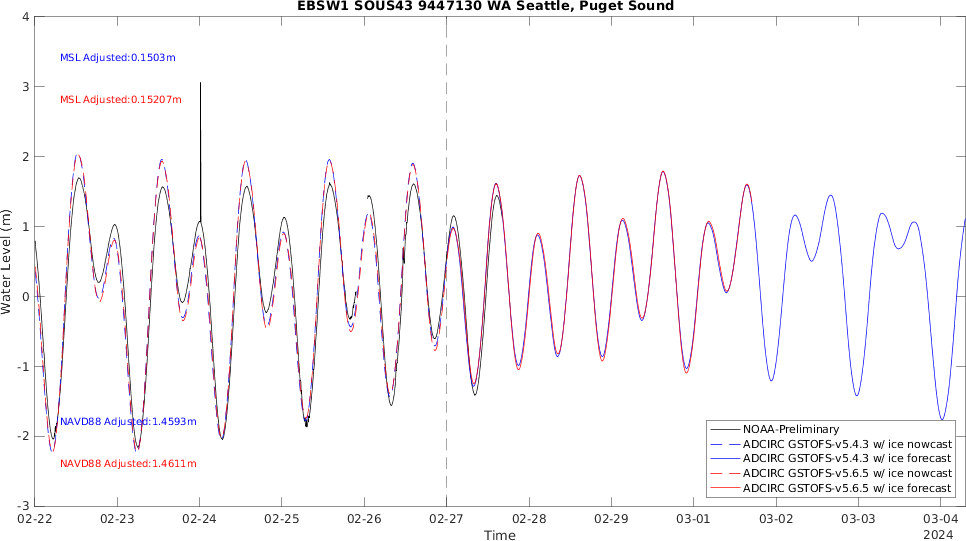 EBSW1 SOUS43 9447130 WA Seattle, Puget Sound
4
3
2
1
0
-1
-2
-3
Water Level (m)
MSL Adjusted:0.1503m
MSL Adjusted:0.15207m
NAVD88 Adjusted:1.4593m
NAVD88 Adjusted:1.4611m
NOAA-Preliminary
ADCIRC GSTOFS-v5.4.3 w/ ice nowcast
ADCIRC GSTOFS-v5.4.3 w/ ice forecast
ADCIRC GSTOFS-v5.6.5 w/ ice nowcast
ADCIRC GSTOFS-v5.6.5 w/ ice forecast
02-22 02-23 02-24 02-25 02-26 02-27 02-28 02-29 03-01 03-02 03-03 03-04
Time
2024